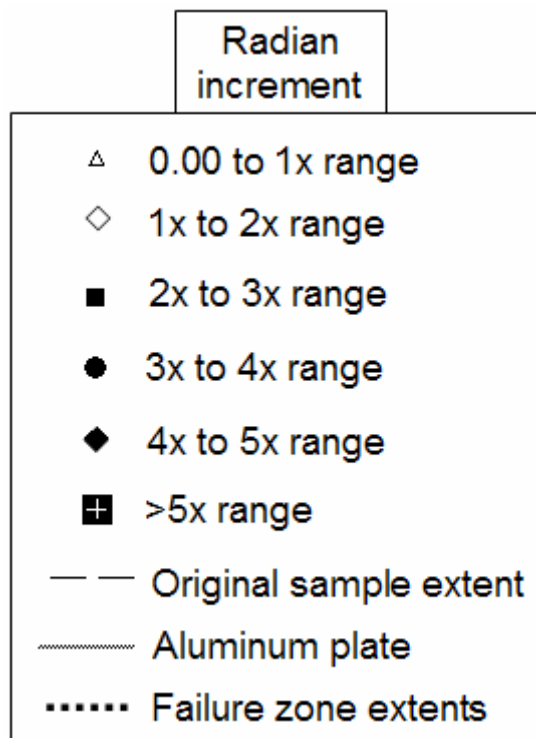 Radian
increment
0.00 to 1x range
1x to 2x range
2x to 3x range
3x to 4x range
4x to 5x range
>5x range
Original sample extent
Aluminum plate
Failure zone extents